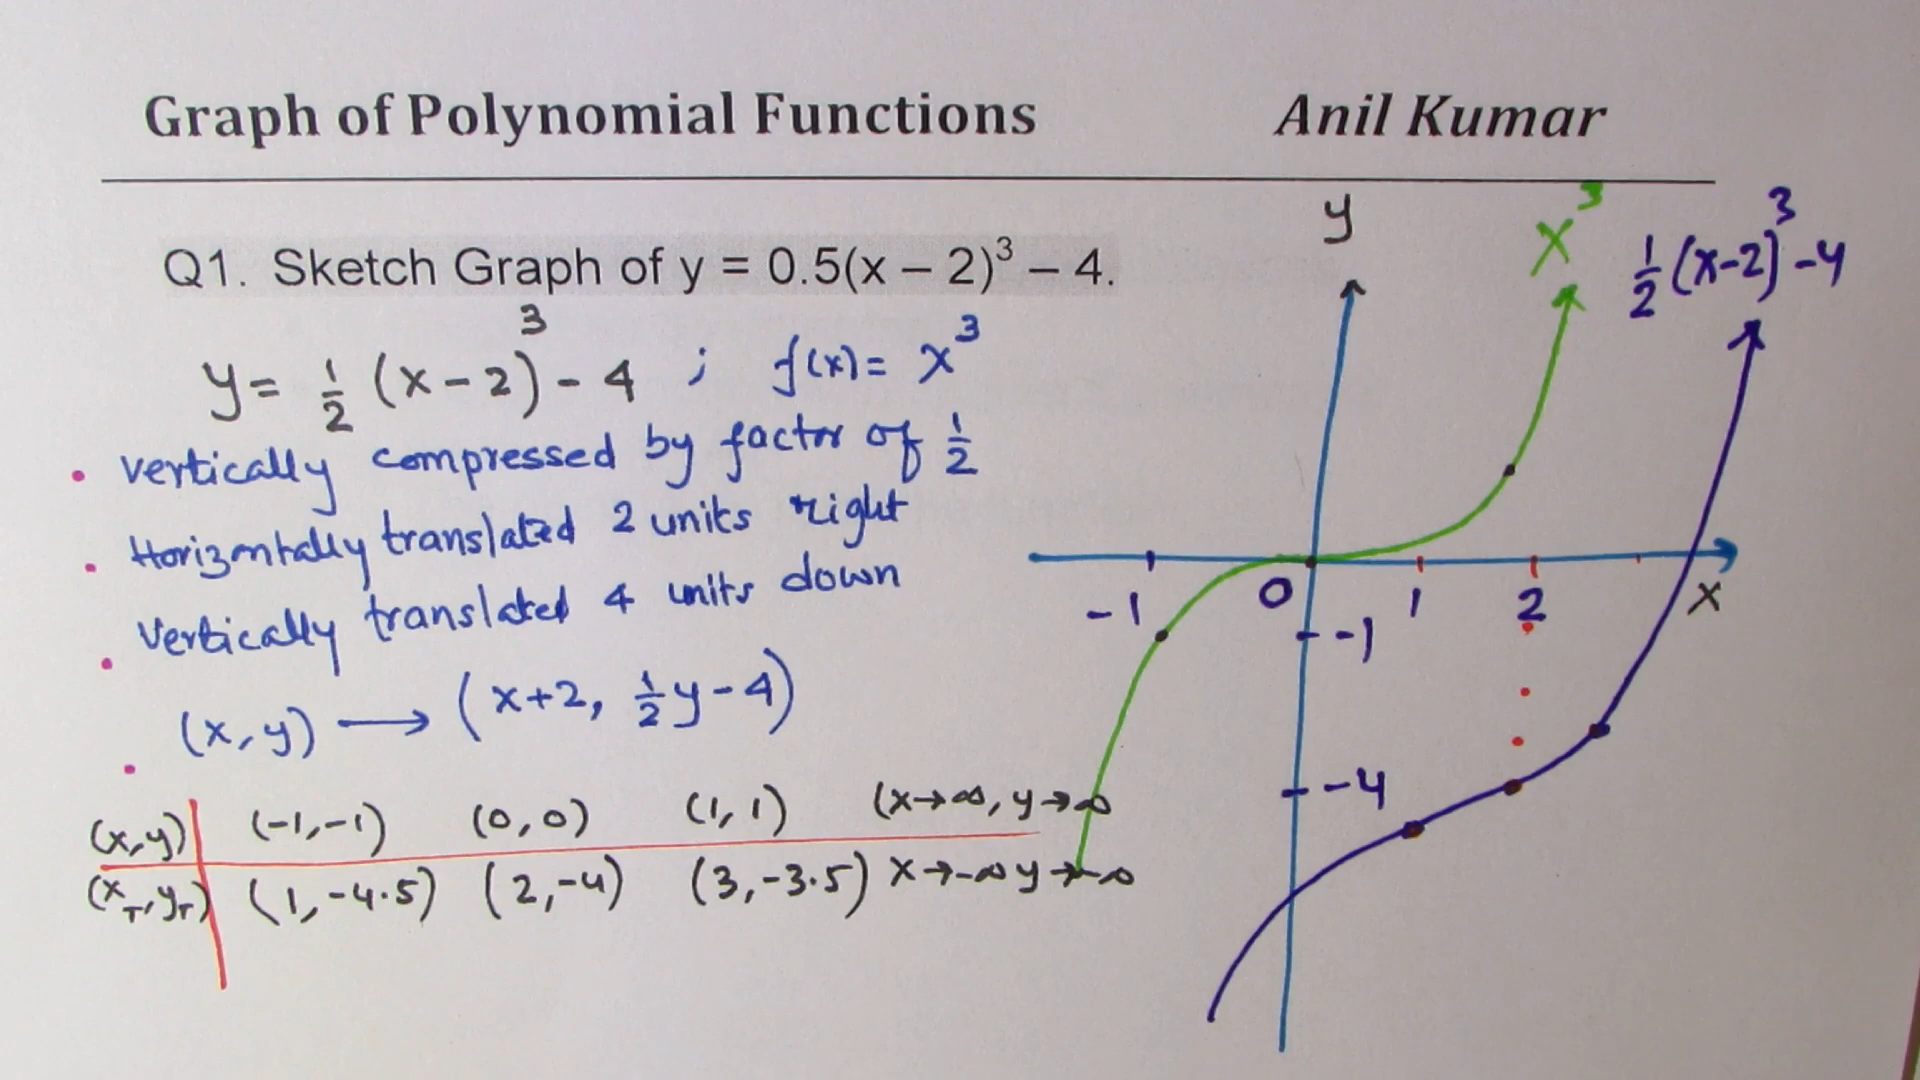 Graph of Polynomial Functions Anil Kumar
Q1. Sketch Graph of y = 0.5(x – 2)³ – 4.
y = ½ (x-2)³ - 4 ; f(x) = x³
• vertically compressed by factor of ½
• Horizontally translated 2 units right
• Vertically translated 4 units down
• (x, y) → (x+2, ½y-4)
(x,y) (-1,-1) (0,0) (1,1) (x→∞, y→∞
(x_T, y_T) (1,-4.5) (2,-4) (3,-3.5) x→-∞ y→-∞
y
x³
½(x-2)³-4
-1 0 1 2 x
-1
-4